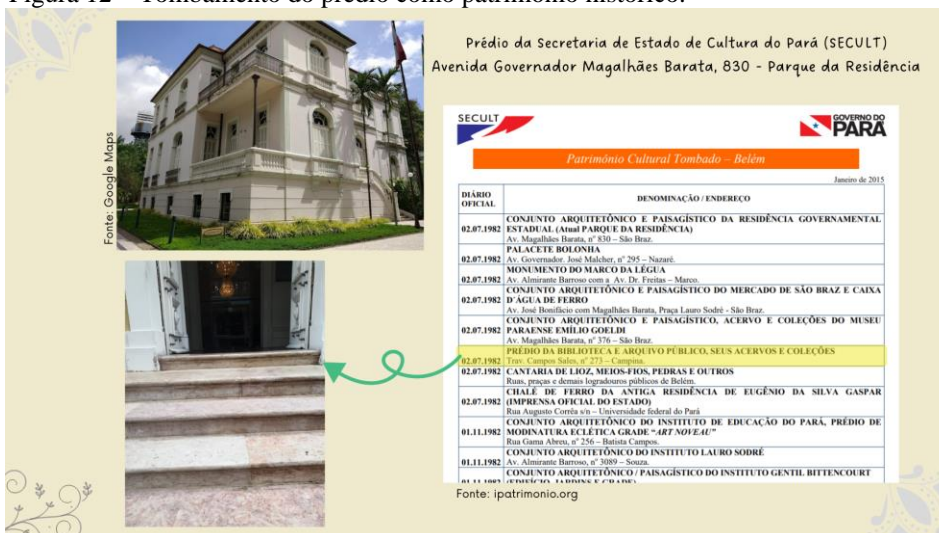 Figura 12 – Tombamento do prédio como patrimônio histórico.
Prédio da Secretaria de Estado de Cultura do Pará (SECULT)
Avenida Governador Magalhães Barata, 830 - Parque da Residência
Fonte: Google Maps
SECULT
GOVERNO DO
PARÁ
Patrimônio Cultural Tombado – Belém
Janeiro de 2015
DIÁRIO
OFICIAL
DENOMINAÇÃO / ENDEREÇO
CONJUNTO ARQUITETÔNICO E PAISAGÍSTICO DA RESIDÊNCIA GOVERNAMENTAL
02.07.1982 ESTADUAL (Atual PARQUE DA RESIDÊNCIA)
Av. Magalhães Barata, nº 830 – São Braz.
PALACETE BOLONHA
02.07.1982 Av. Governador. José Malcher, nº 295 – Nazaré.
MONUMENTO DO MARCO DA LÉGUA
02.07.1982 Av. Almirante Barroso com a Av. Dr. Freitas – Marco.
CONJUNTO ARQUITETÔNICO E PAISAGÍSTICO DO MERCADO DE SÃO BRAZ E CAIXA
02.07.1982 D´ÁGUA DE FERRO
Av. José Bonifácio com Magalhães Barata, Praça Lauro Sodré - São Braz.
CONJUNTO ARQUITETÔNICO E PAISAGÍSTICO, ACERVO E COLEÇÕES DO MUSEU
02.07.1982 PARAENSE EMÍLIO GOELDI
Av. Magalhães Barata, nº 376 – São Braz.
PRÉDIO DA BIBLIOTECA E ARQUIVO PÚBLICO, SEUS ACERVOS E COLEÇÕES
02.07.1982 Trav. Campos Sales, nº 273 – Campina.
02.07.1982 CANTARIA DE LIOZ, MEIOS-FIOS, PEDRAS E OUTROS
Ruas, praças e demais logradouros públicos de Belém.
CHALÉ DE FERRO DA ANTIGA RESIDÊNCIA DE EUGÊNIO DA SILVA GASPAR
02.07.1982 (IMPRENSA OFICIAL DO ESTADO)
Rua Augusto Corrêa s/n – Universidade federal do Pará
CONJUNTO ARQUITETÔNICO DO INSTITUTO DE EDUCAÇÃO DO PARÁ, PRÉDIO DE
01.11.1982 MODINATURA ECLÉTICA GRADE “ART NOVEAU”
Rua Gama Abreu, nº 256 – Batista Campos.
CONJUNTO ARQUITETÔNICO DO INSTITUTO LAURO SODRÉ
01.11.1982 Av. Almirante Barroso, nº 3089 – Souza.
CONJUNTO ARQUITETÔNICO / PAISAGÍSTICO DO INSTITUTO GENTIL BITTENCOURT
01.11.1982 (EDIFÍCIO, JARDINS E GRADE)
Fonte: ipatrimonio.org